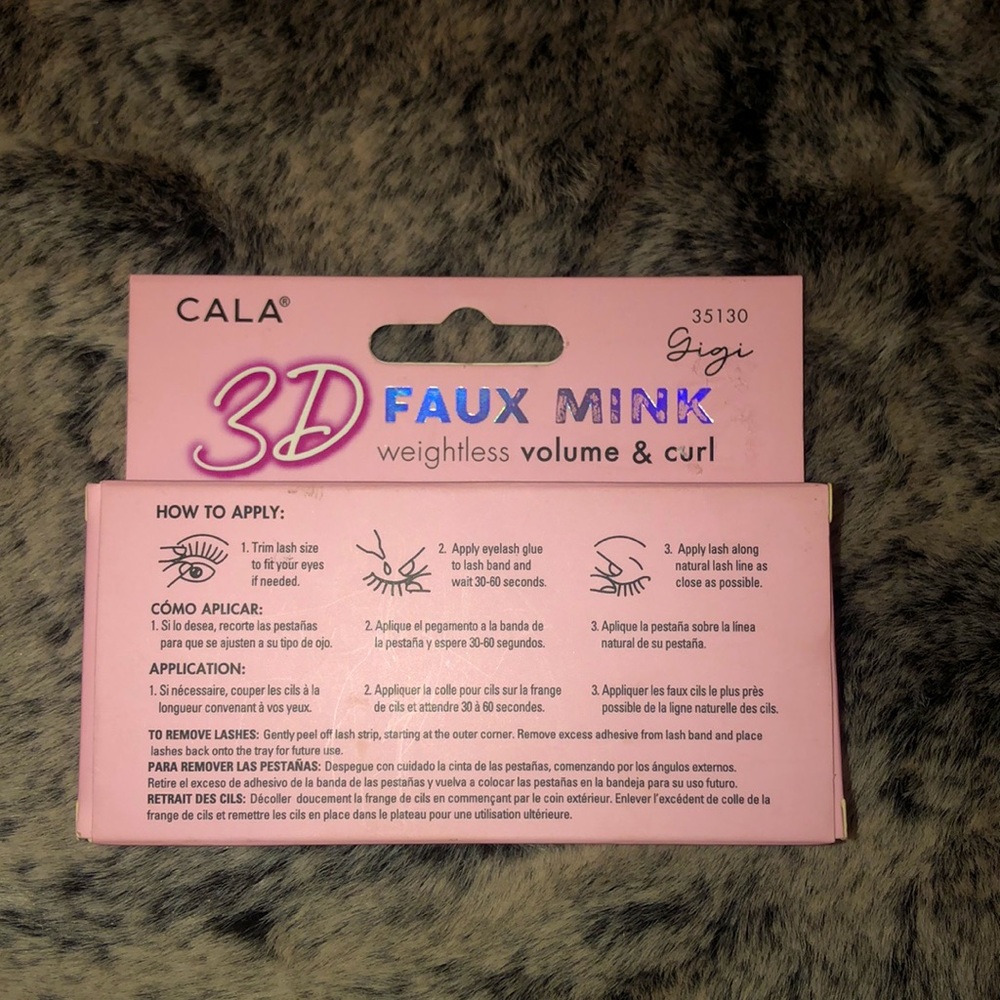 CALA®
35130
Gigi
3D FAUX MINK
weightless volume & curl
HOW TO APPLY:
1. Trim lash size
to fit your eyes
if needed.
2. Apply eyelash glue
to lash band and
wait 30-60 seconds.
3. Apply lash along
natural lash line as
close as possible.
CÓMO APLICAR:
1. Si lo desea, recorte las pestañas
para que se ajusten a su tipo de ojo.
2. Aplique el pegamento a la banda de
la pestaña y espere 30-60 segundos.
3. Aplique la pestaña sobre la línea
natural de su pestaña.
APPLICATION:
1. Si nécessaire, couper les cils à la
longueur convenant à vos yeux.
2. Appliquer la colle pour cils sur la frange
de cils et attendre 30 à 60 secondes.
3. Appliquer les faux cils le plus près
possible de la ligne naturelle des cils.
TO REMOVE LASHES: Gently peel off lash strip, starting at the outer corner. Remove excess adhesive from lash band and place
lashes back onto the tray for future use.
PARA REMOVER LAS PESTAÑAS: Despegue con cuidado la cinta de las pestañas, comenzando por los ángulos externos.
Retire el exceso de adhesivo de la banda de las pestañas y vuelva a colocar las pestañas en la bandeja para su uso futuro.
RETRAIT DES CILS: Décoller doucement la frange de cils en commençant par le coin extérieur. Enlever l'excédent de colle de la
frange de cils et remettre les cils en place dans le plateau pour une utilisation ultérieure.